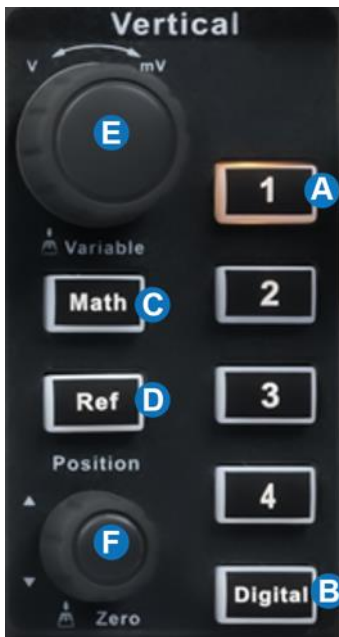 Vertical
V mV
E
1 A
Variable
Math C
2
Ref D
3
Position
4
F
Digital B
Zero